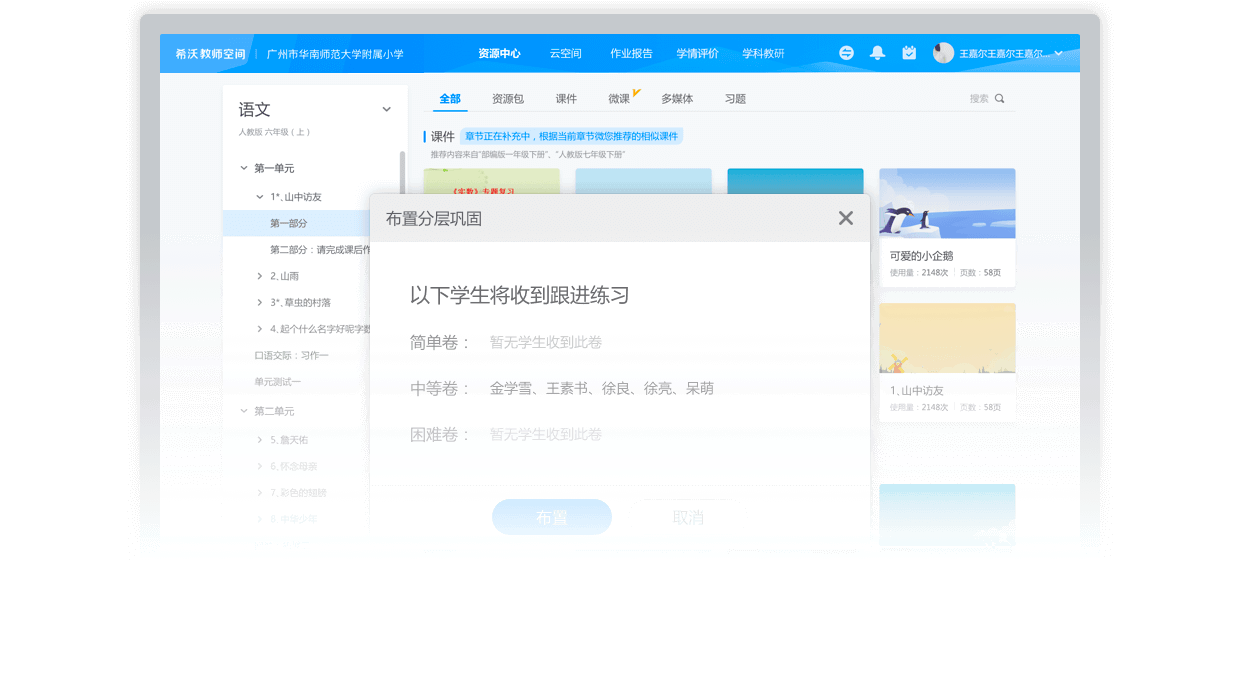 希沃教师空间 | 广州市华南师范大学附属小学 资源中心 云空间 作业报告 学情评价 学科教研 王嘉尔王嘉尔王嘉尔...
语文
人教版 六年级（上）
第一单元
1*、山中访友
第一部分
第二部分：请完成课后作
2、山雨
3*、草虫的村落
4、起个什么名字好呢字数
口语交际：习作一
单元测试一
第二单元
5、詹天佑
6、怀念母亲
7、彩色的翅膀
8、中华少年
全部 资源包 课件 微课 多媒体 习题 搜索
课件 章节正在补充中，根据当前章节微您推荐的相似课件
推荐内容来自"部编版一年级下册"、"人教版七年级下册"
《实数》专题复习
可爱的小企鹅
使用量：2148次 页数：58页
1、山中访友
使用量：2148次 页数：58页
布置分层巩固
以下学生将收到跟进练习
简单卷： 暂无学生收到此卷
中等卷： 金学雪、王素书、徐良、徐亮、呆萌
困难卷： 暂无学生收到此卷
布置 取消